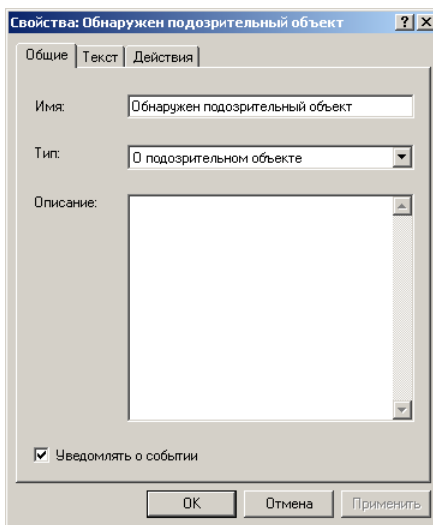 Свойства: Обнаружен подозрительный объект
Общие Текст Действия
Имя: Обнаружен подозрительный объект
Тип: О подозрительном объекте
Описание:
Уведомлять о событии
OK Отмена Применить